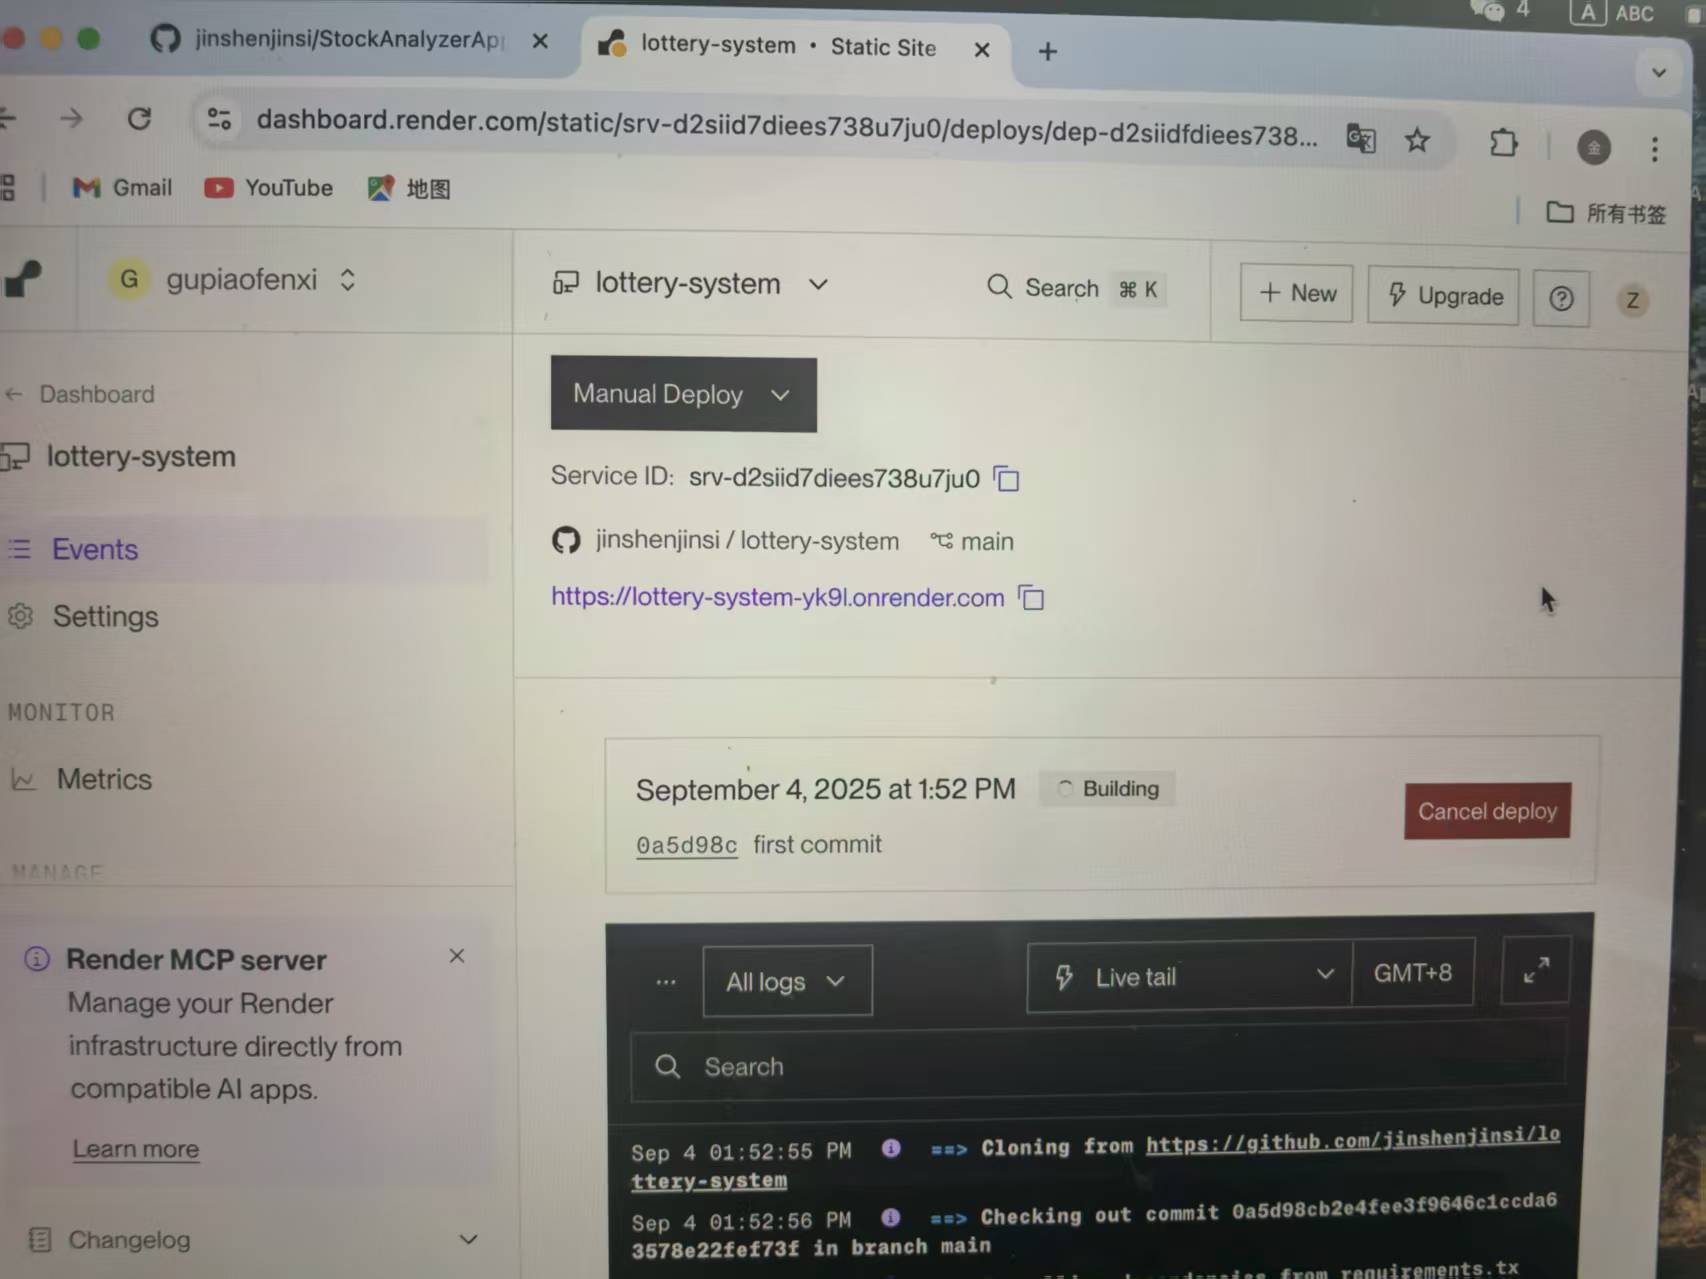 4 A ABC
jinshenjinsi/StockAnalyzerAp
lottery-system • Static Site
dashboard.render.com/static/srv-d2siid7diees738u7ju0/deploys/dep-d2siidfdiees738...
金
Gmail YouTube 地图
所有书签
G gupiaofenxi
lottery-system
Search ⌘ K
+ New
Upgrade
Z
← Dashboard
lottery-system
Events
Settings
MONITOR
Metrics
MANAGE
Render MCP server
Manage your Render
infrastructure directly from
compatible AI apps.
Learn more
Changelog
Manual Deploy
Service ID: srv-d2siid7diees738u7ju0
jinshenjinsi / lottery-system main
https://lottery-system-yk9l.onrender.com
September 4, 2025 at 1:52 PM Building
Cancel deploy
0a5d98c first commit
... All logs Live tail GMT+8
Search
Sep 4 01:52:55 PM ==> Cloning from https://github.com/jinshenjinsi/lo
ttery-system
Sep 4 01:52:56 PM ==> Checking out commit 0a5d98cb2e4fee3f9646c1ccda6
3578e22fef73f in branch main
from requirements.tx